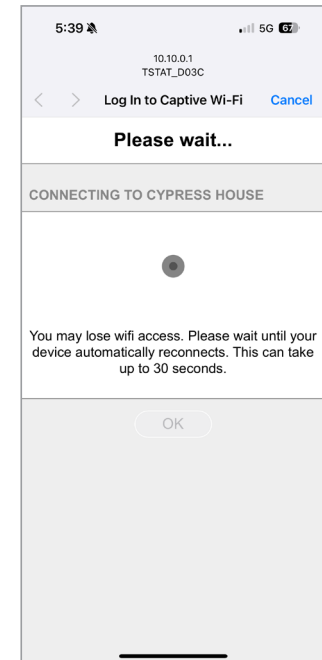 5:39 5G 67
10.10.0.1
TSTAT_D03C
Log In to Captive Wi-Fi Cancel
Please wait...
CONNECTING TO CYPRESS HOUSE
You may lose wifi access. Please wait until your
device automatically reconnects. This can take
up to 30 seconds.
OK